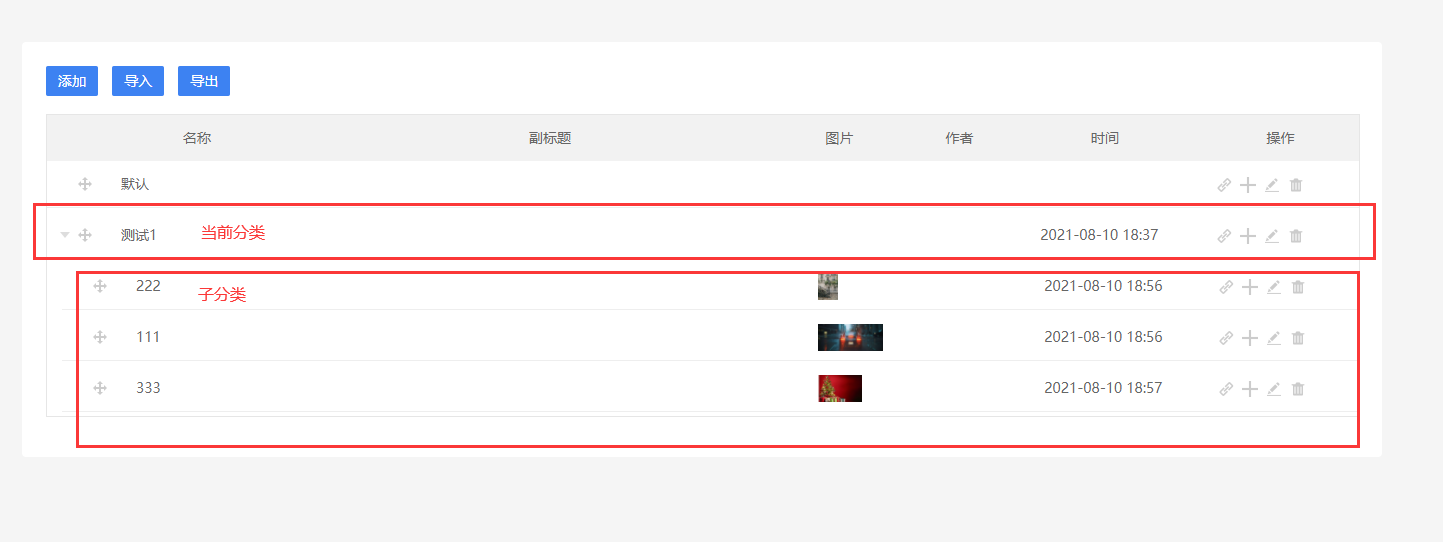 添加 导入 导出
名称 副标题 图片 作者 时间 操作
默认
测试1 当前分类 2021-08-10 18:37
222 子分类 2021-08-10 18:56
111 2021-08-10 18:56
333 2021-08-10 18:57